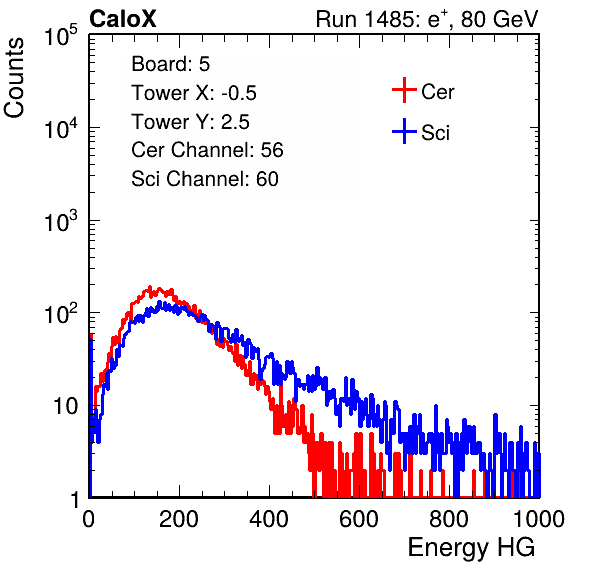 CaloX Run 1485: e⁺, 80 GeV
Counts
10⁵
10⁴
10³
10²
10
1
Board: 5
Tower X: -0.5
Tower Y: 2.5
Cer Channel: 56
Sci Channel: 60
Cer
Sci
0 200 400 600 800 1000
Energy HG